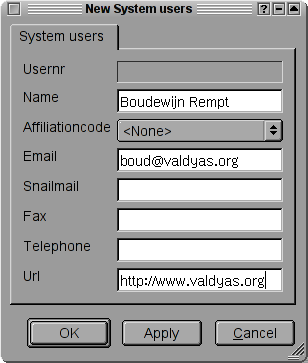 New System users
System users
Usernr
Name Boudewijn Rempt
Affiliationcode <None>
Email boud@valdyas.org
Snailmail
Fax
Telephone
Url http://www.valdyas.org
OK Apply Cancel